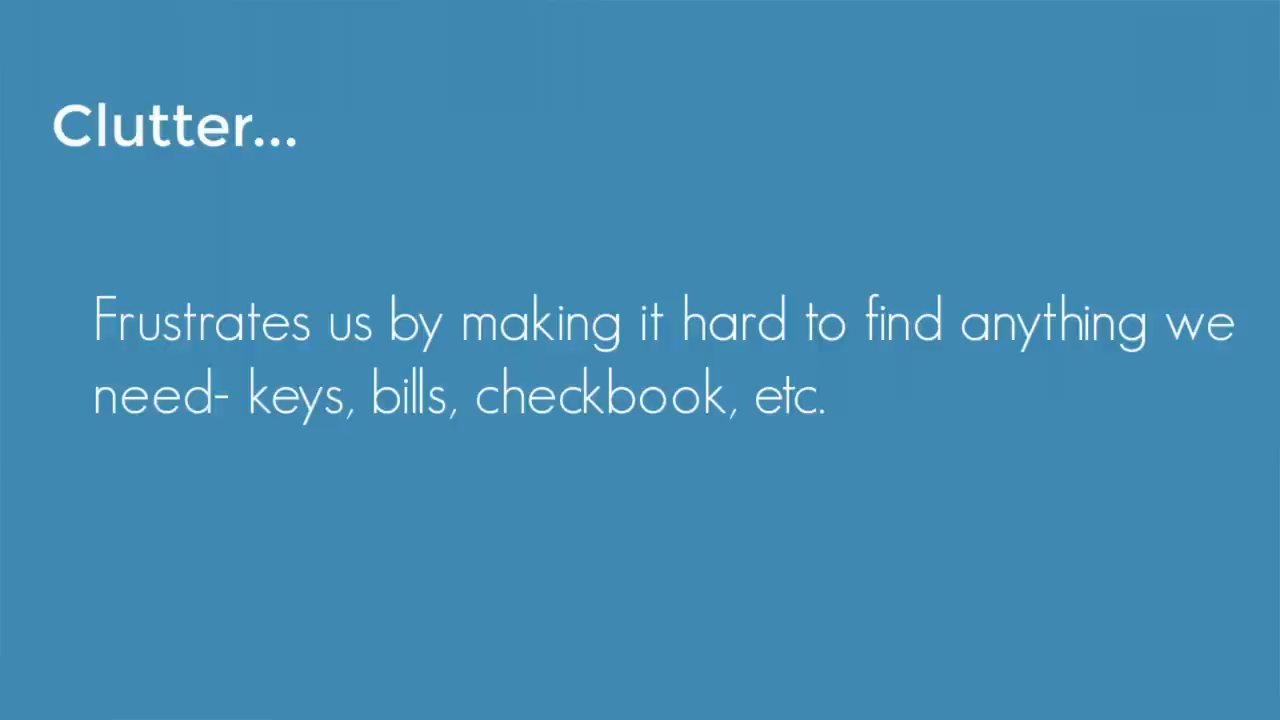 Clutter...
Frustrates us by making it hard to find anything we
need- keys, bills, checkbook, etc.